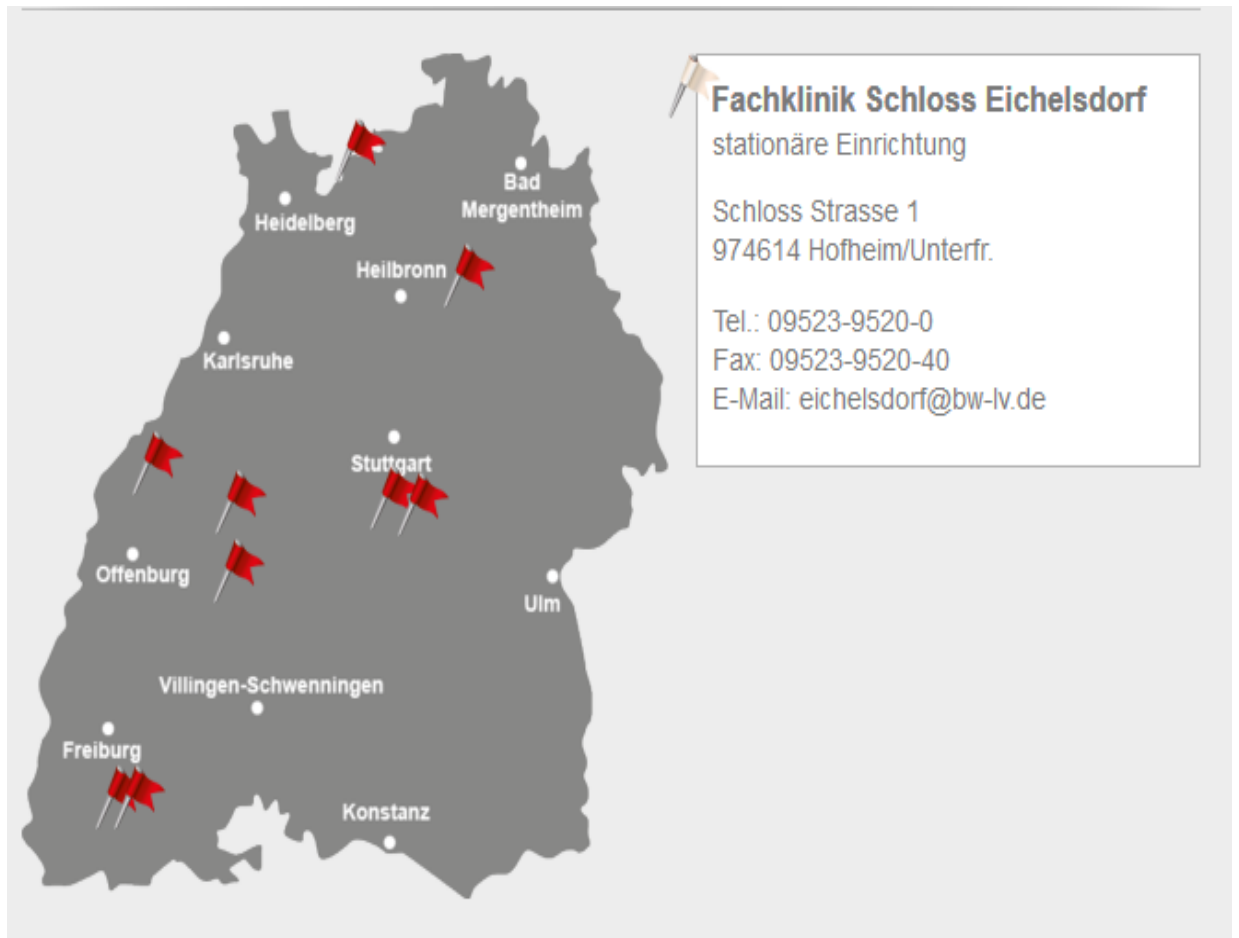 Fachklinik Schloss Eichelsdorf
stationäre Einrichtung
Schloss Strasse 1
974614 Hofheim/Unterfr.
Tel.: 09523-9520-0
Fax: 09523-9520-40
E-Mail: eichelsdorf@bw-lv.de
Bad
Mergentheim
Heidelberg
Heilbronn
Karlsruhe
Stuttgart
Offenburg
Ulm
Villingen-Schwenningen
Freiburg
Konstanz